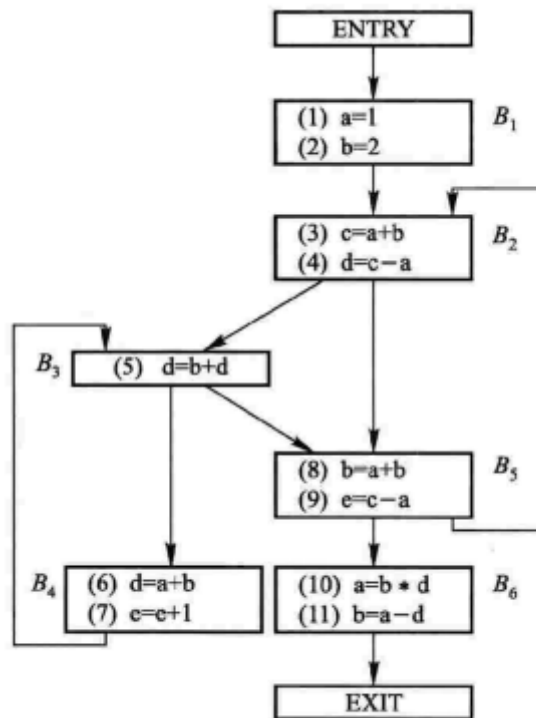 ENTRY
(1) a=1
(2) b=2
B₁
(3) c=a+b
(4) d=c−a
B₂
B₃
(5) d=b+d
(8) b=a+b
(9) e=c−a
B₅
B₄
(6) d=a+b
(7) e=e+1
(10) a=b * d
(11) b=a−d
B₆
EXIT